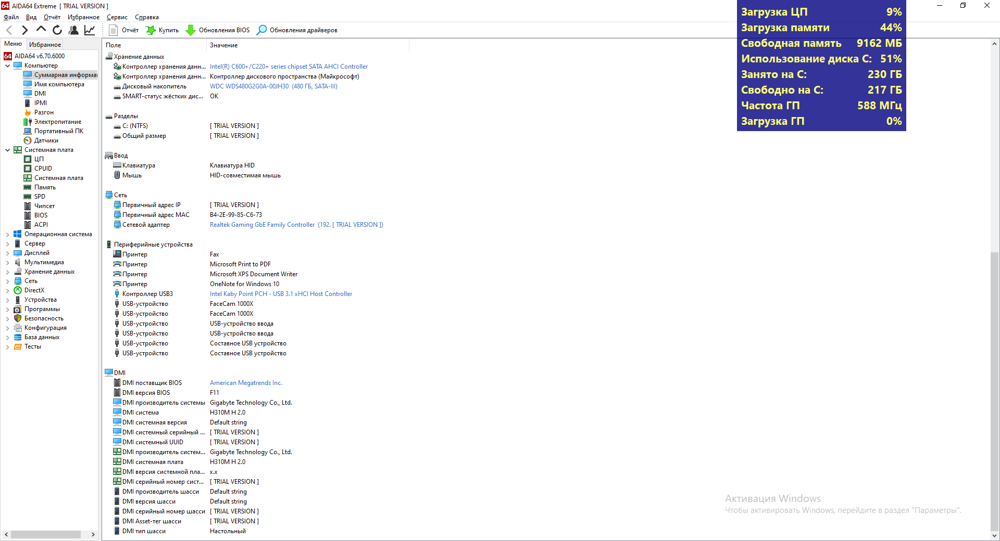 AIDA64 Extreme [ TRIAL VERSION ]
Файл Вид Отчёт Избранное Сервис Справка
Отчёт Купить Обновления BIOS Обновления драйверов
Меню Избранное
64 AIDA64 v6.70.6000
Компьютер
Суммарная информац
Имя компьютера
DMI
IPMI
Разгон
Электропитание
Портативный ПК
Датчики
Системная плата
ЦП
CPUID
Системная плата
Память
SPD
Чипсет
BIOS
ACPI
Операционная система
Сервер
Дисплей
Мультимедиа
Хранение данных
Сеть
DirectX
Устройства
Программы
Безопасность
Конфигурация
База данных
Тесты
Поле Значение
Хранение данных
Контроллер хранения данн... Intel(R) C600+/C220+ series chipset SATA AHCI Controller
Контроллер хранения данн... Контроллер дискового пространства (Майкрософт)
Дисковый накопитель WDC WDS480G2G0A-00JH30 (480 ГБ, SATA-III)
SMART-статус жёстких дис... OK
Разделы
C: (NTFS) [ TRIAL VERSION ]
Общий размер [ TRIAL VERSION ]
Ввод
Клавиатура Клавиатура HID
Мышь HID-совместимая мышь
Сеть
Первичный адрес IP [ TRIAL VERSION ]
Первичный адрес MAC B4-2E-99-85-C6-73
Сетевой адаптер Realtek Gaming GbE Family Controller (192. [ TRIAL VERSION ])
Периферийные устройства
Принтер Fax
Принтер Microsoft Print to PDF
Принтер Microsoft XPS Document Writer
Принтер OneNote for Windows 10
Контроллер USB3 Intel Kaby Point PCH - USB 3.1 xHCI Host Controller
USB-устройство FaceCam 1000X
USB-устройство FaceCam 1000X
USB-устройство USB-устройство ввода
USB-устройство USB-устройство ввода
USB-устройство Составное USB устройство
USB-устройство Составное USB устройство
DMI
DMI поставщик BIOS American Megatrends Inc.
DMI версия BIOS F11
DMI производитель системы Gigabyte Technology Co., Ltd.
DMI система H310M H 2.0
DMI системная версия Default string
DMI системный серийный ... [ TRIAL VERSION ]
DMI системный UUID [ TRIAL VERSION ]
DMI производитель систем... Gigabyte Technology Co., Ltd.
DMI системная плата H310M H 2.0
DMI версия системной пла... x.x
DMI серийный номер сист... [ TRIAL VERSION ]
DMI производитель шасси Default string
DMI версия шасси Default string
DMI серийный номер шасси [ TRIAL VERSION ]
DMI Asset-тег шасси [ TRIAL VERSION ]
DMI тип шасси Настольный
Загрузка ЦП 9%
Загрузка памяти 44%
Свободная память 9162 МБ
Использование диска C: 51%
Занято на C: 230 ГБ
Свободно на C: 217 ГБ
Частота ГП 588 МГц
Загрузка ГП 0%
Активация Windows
Чтобы активировать Windows, перейдите в раздел "Параметры".